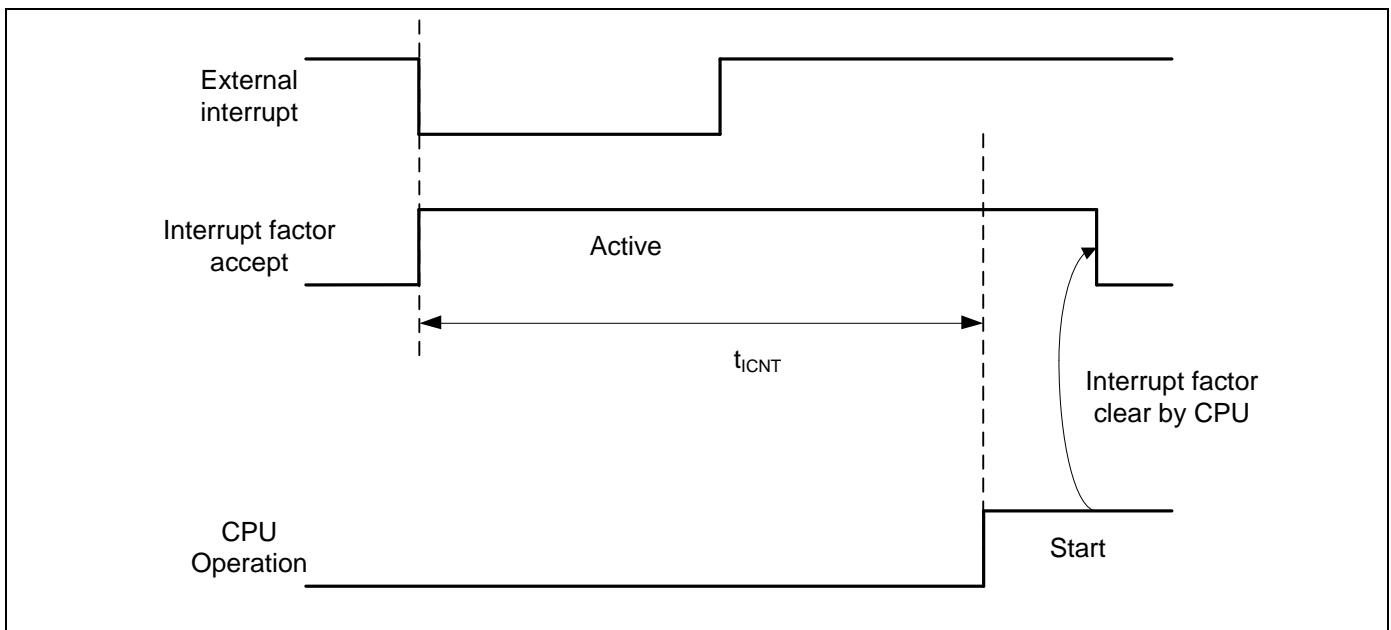 External
interrupt
Interrupt factor
accept
Active
tICNT
Interrupt factor
clear by CPU
CPU
Operation
Start